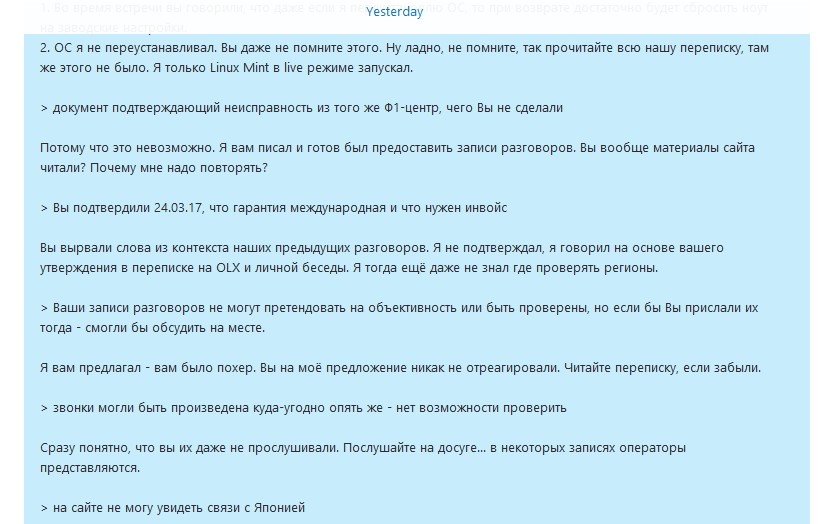 1. Во время встречи вы говорили, что даже если я
Yesterday
ОС, то при возврате достаточно будет сбросить ноут
на заводские настройки.
2. ОС я не переустанавливал. Вы даже не помните этого. Ну ладно, не помните, так прочитайте всю нашу переписку, там
же этого не было. Я только Linux Mint в live режиме запускал.
> документ подтверждающий неисправность из того же Ф1-центр, чего Вы не сделали
Потому что это невозможно. Я вам писал и готов был предоставить записи разговоров. Вы вообще материалы сайта
читали? Почему мне надо повторять?
> Вы подтвердили 24.03.17, что гарантия международная и что нужен инвойс
Вы вырвали слова из контекста наших предыдущих разговоров. Я не подтверждал, я говорил на основе вашего
утверждения в переписке на OLX и личной беседы. Я тогда ещё даже не знал где проверять регионы.
> Ваши записи разговоров не могут претендовать на объективность или быть проверены, но если бы Вы прислали их
тогда - смогли бы обсудить на месте.
Я вам предлагал - вам было похер. Вы на моё предложение никак не отреагировали. Читайте переписку, если забыли.
> звонки могли быть произведена куда-угодно опять же - нет возможности проверить
Сразу понятно, что вы их даже не прослушивали. Послушайте на досуге... в некоторых записях операторы
представляются.
> на сайте не могу увидеть связи с Японией